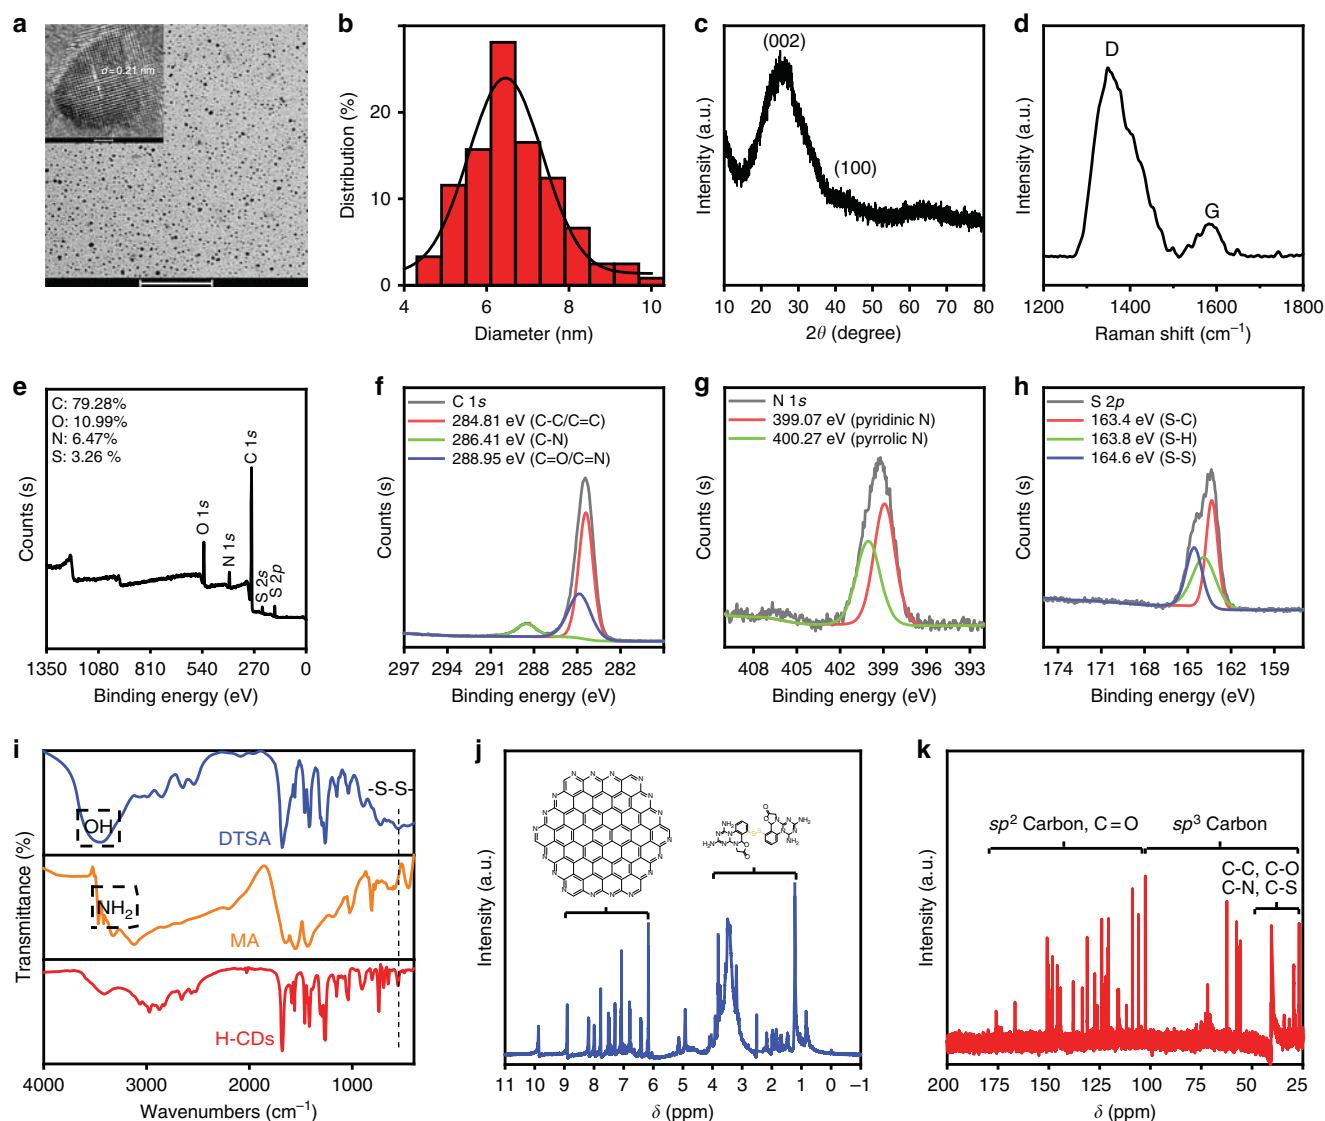 a
d=0.21 nm
b
Distribution (%)
20
10
0
4
6
8
10
Diameter (nm)
c
(002)
(100)
Intensity (a.u.)
10
20
30
40
50
60
70
80
2θ (degree)
d
D
G
Intensity (a.u.)
1200
1400
1600
1800
Raman shift (cm⁻¹)
e
C: 79.28%
O: 10.99%
N: 6.47%
S: 3.26 %
C 1s
O 1s
N 1s
S 2s
S 2p
Counts (s)
1350
1080
810
540
270
0
Binding energy (eV)
f
C 1s
284.81 eV (C-C/C=C)
286.41 eV (C-N)
288.95 eV (C=O/C=N)
Counts (s)
297
294
291
288
285
282
Binding energy (eV)
g
N 1s
399.07 eV (pyridinic N)
400.27 eV (pyrrolic N)
Counts (s)
408
405
402
399
396
393
Binding energy (eV)
h
S 2p
163.4 eV (S-C)
163.8 eV (S-H)
164.6 eV (S-S)
Counts (s)
174
171
168
165
162
159
Binding energy (eV)
i
-S-S-
OH
DTSA
NH₂
MA
H-CDs
Transmittance (%)
4000
3000
2000
1000
Wavenumbers (cm⁻¹)
j
Intensity (a.u.)
11
10
9
8
7
6
5
4
3
2
1
0
−1
δ (ppm)
k
sp² Carbon, C=O
sp³ Carbon
C-C, C-O
C-N, C-S
Intensity (a.u.)
200
175
150
125
100
75
50
25
δ (ppm)